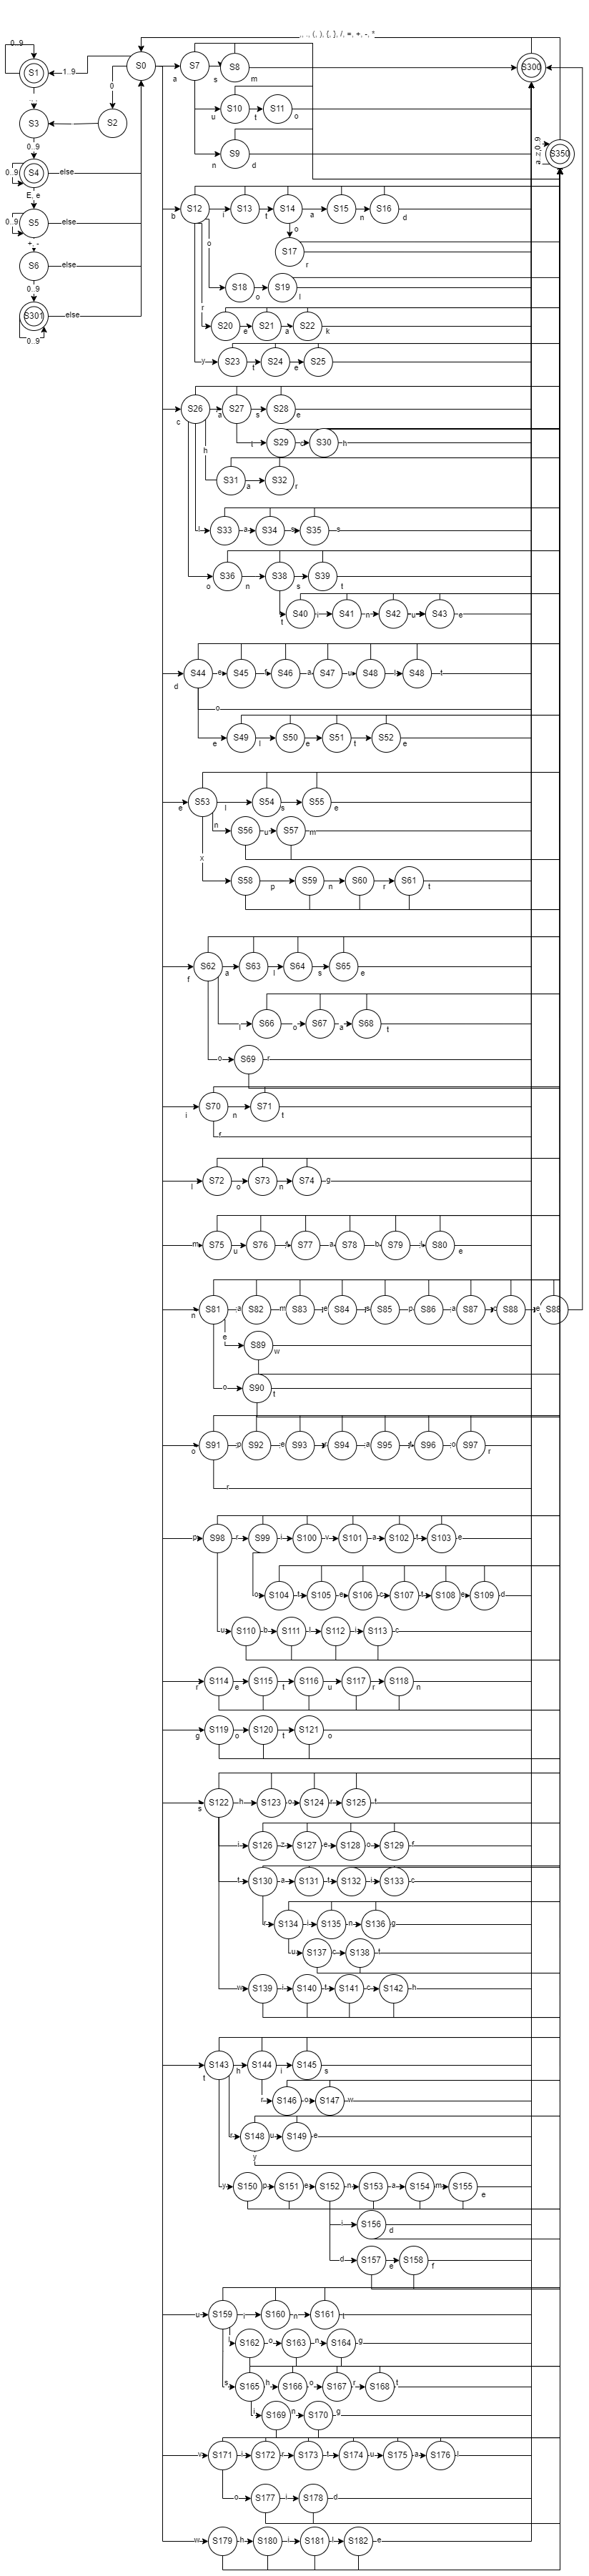 , ., (, ), {, }, /, =, +, -, *
0..9
S1 1..9 S0 S7 S8 S300
a s m
0
S3 S2 S10 S11
u t o
0..9 S9 S350
n d a..z,0..9
0..9 S4 else
E, e
S12 S13 S14 S15 S16
b i t a n d
0..9 S5 else
+, -
o
o S17
r
S6 else
0..9
S18 S19
o l
S301 else
0..9
r S20 S21 S22
e a k
y S23 S24 S25
t e
S26 S27 S28
c a s e
l S29 c S30 h
h
S31 S32
a r
l S33 a S34 s S35 s
S36 S38 S39
o n s t
S40 i S41 n S42 u S43 e
t
S44 e S45 f S46 a S47 u S48 l S48 t
d
o
S49 S50 S51 S52
e l e t e
e S53 l S54 s S55 e
n S56 u S57 m
x
S58 S59 S60 S61
p n r t
S62 S63 S64 S65
f a l s e
l S66 o S67 a S68 t
o S69 r
S70 S71
i n t
r
S72 S73 S74 g
l o n
m S75 S76 t S77 a S78 b S79 l S80
u e
S81 a S82 m S83 e S84 s S85 p S86 a S87 c S88 e S88
n
e S89 w
o S90
t
S91 p S92 e S93 r S94 a S95 t S96 o S97
o r
r
p S98 r S99 i S100 v S101 a S102 t S103 e
o S104 t S105 e S106 c S107 t S108 e S109 d
u S110 b S111 l S112 i S113 c
S114 S115 S116 S117 S118
r e t u r n
S119 S120 S121
g o t o
S122 h S123 o S124 r S125 t
s
i S126 z S127 e S128 o S129 f
t S130 a S131 t S132 i S133 c
r S134 i S135 n S136 g
u S137 c S138 t
w S139 i S140 t S141 c S142 h
S143 S144 S145
t h i s
r S146 o S147 w
r S148 u S149 e
y
y S150 p S151 e S152 n S153 a S154 m S155
e
i S156
d
d S157 S158
e f
u S159 i S160 n S161 t
l S162 o S163 n S164 g
s S165 h S166 o S167 r S168 t
i S169 n S170 g
v S171 i S172 r S173 t S174 u S175 a S176 l
o S177 i S178 d
w S179 h S180 i S181 l S182 e